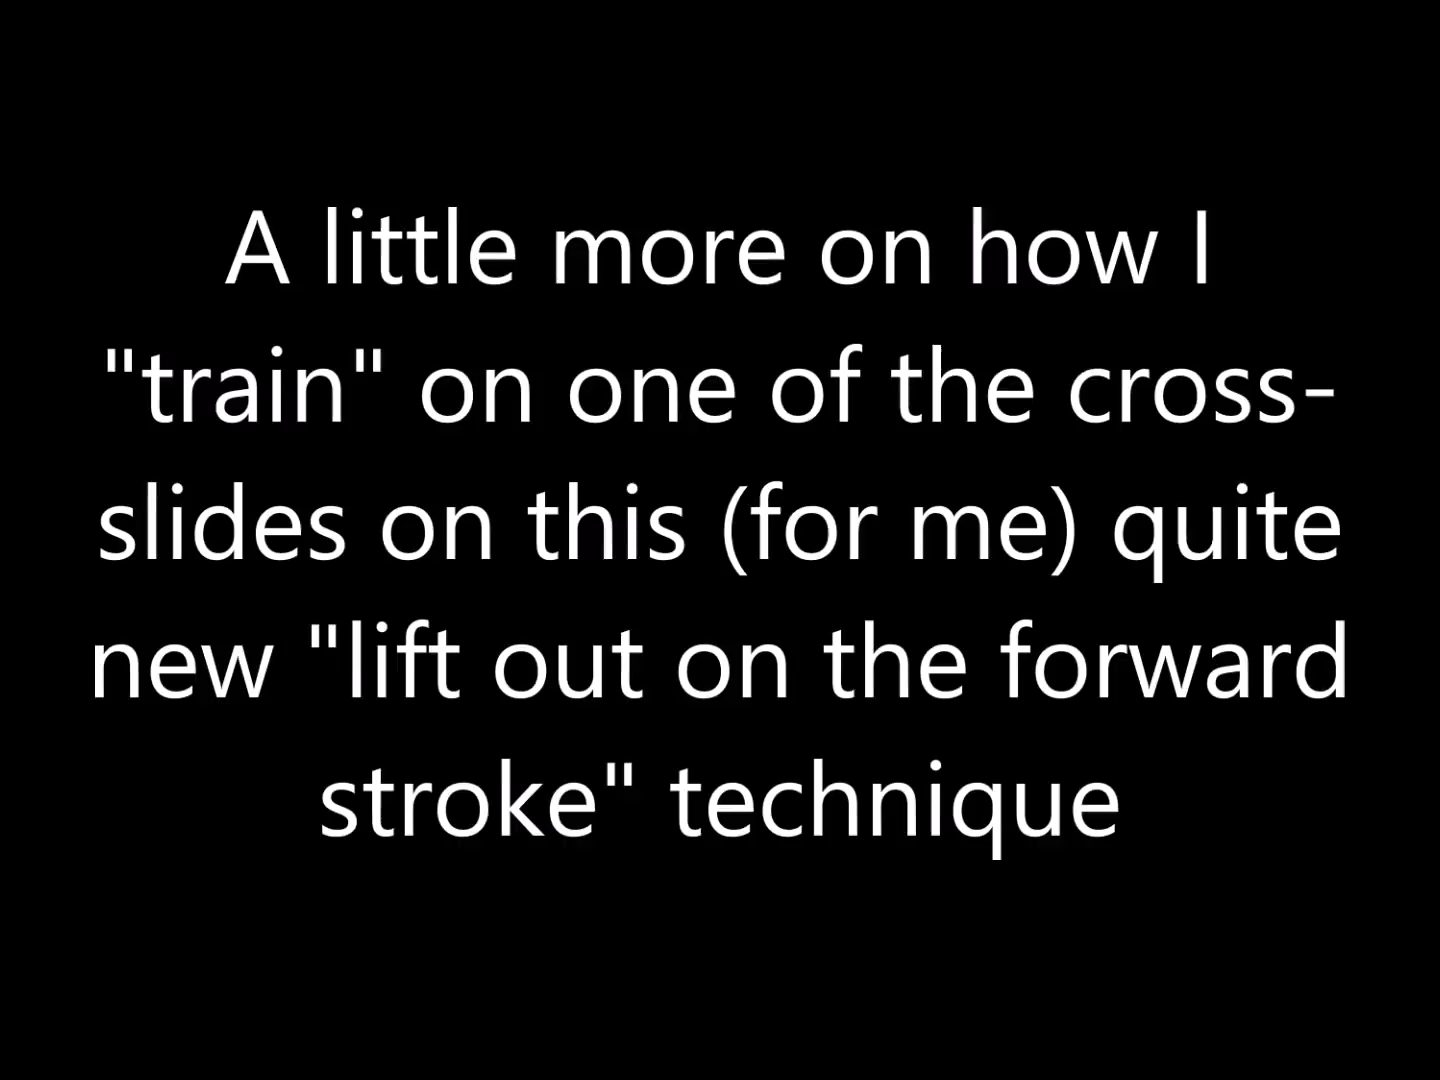 A little more on how I
"train" on one of the cross-
slides on this (for me) quite
new "lift out on the forward
stroke" technique